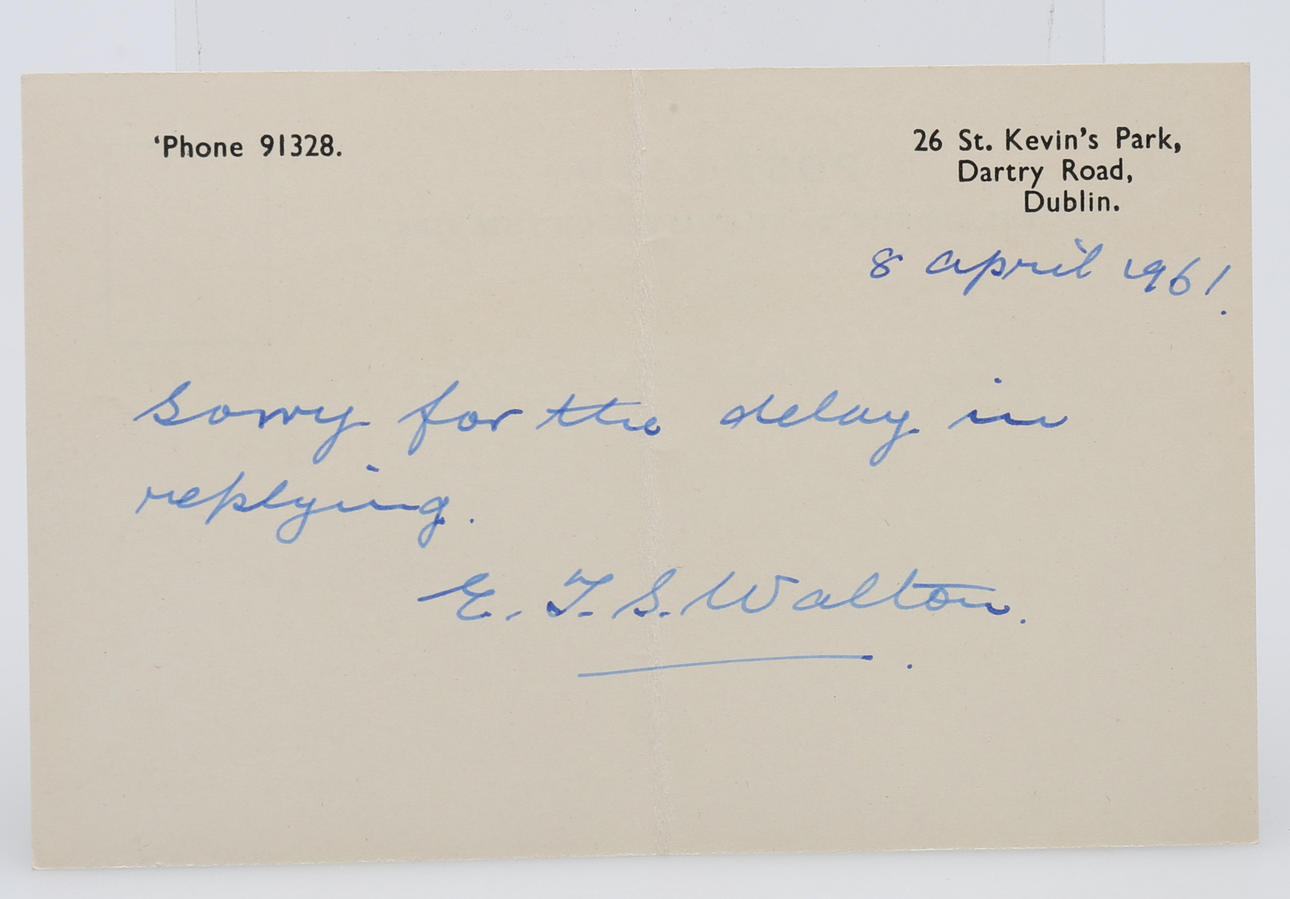 ‘Phone 91328.
26 St. Kevin’s Park,
Dartry Road,
Dublin.
8 april 1961.
Sorry for the delay in
replying.
E. T. S. Walton.